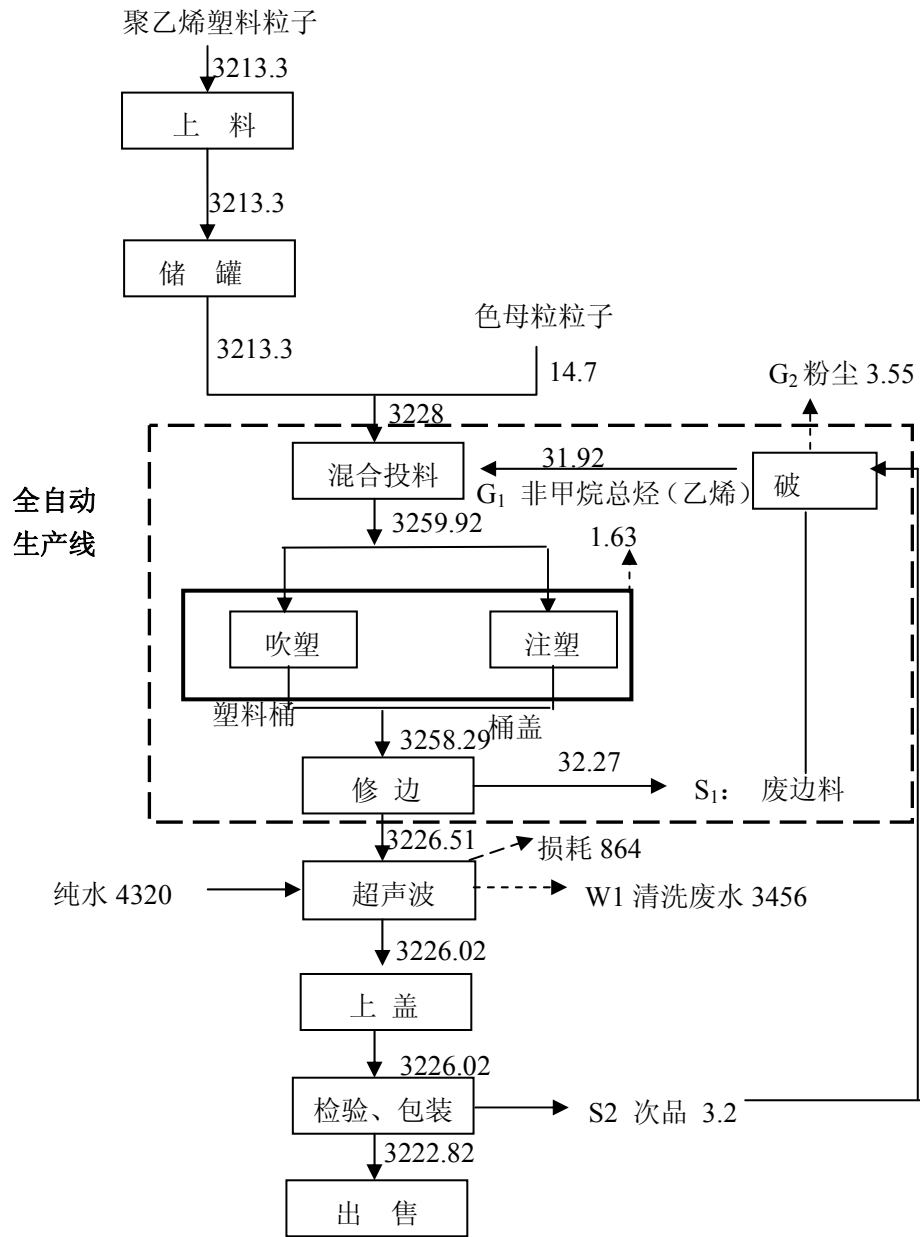 聚乙烯塑料粒子
3213.3
上 料
3213.3
储 罐
色母粒粒子
3213.3
14.7
G₂ 粉尘 3.55
3228
混合投料
31.92
破
G₁ 非甲烷总烃（乙烯）
全自动
生产线
3259.92
1.63
吹塑
注塑
塑料桶
桶盖
3258.29
修 边
32.27
S₁： 废边料
3226.51
损耗 864
纯水 4320
超声波
W1 清洗废水 3456
3226.02
上 盖
3226.02
检验、包装
S2 次品 3.2
3222.82
出 售